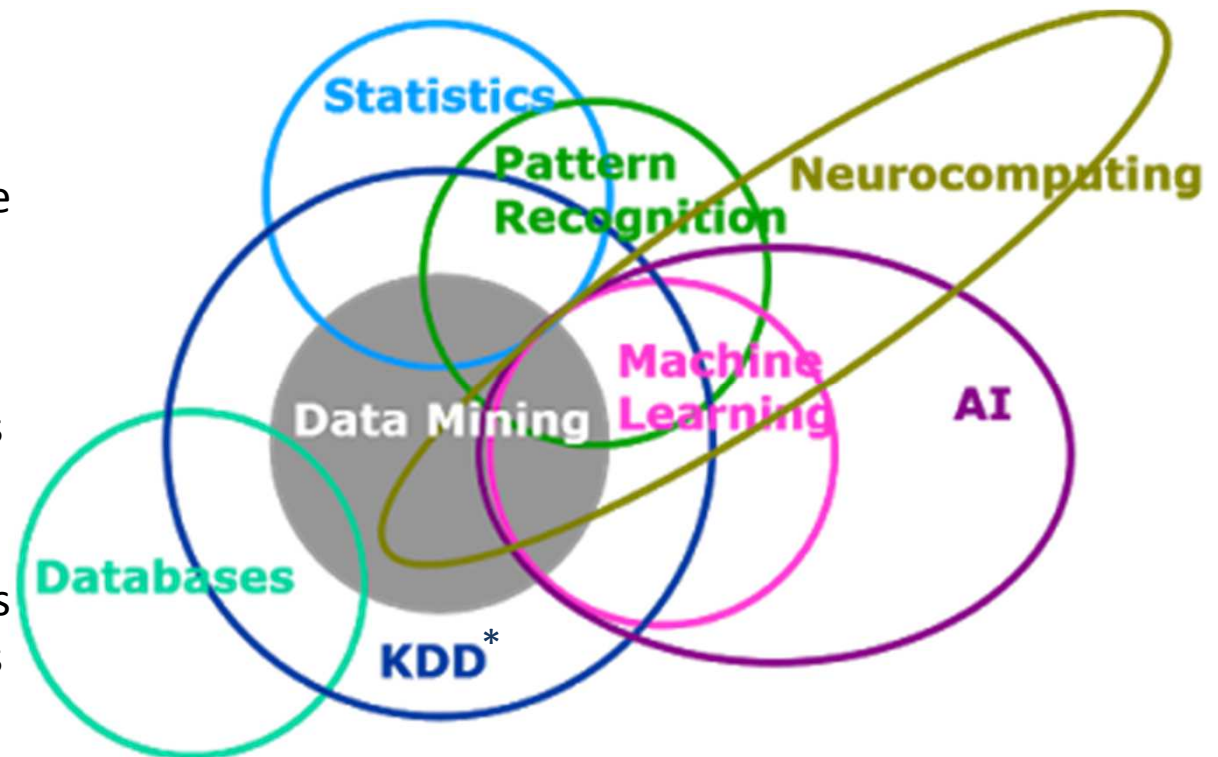 Statistics
Pattern
Recognition
Neurocomputing
e
Machine
Learning
AI
Data Mining
s
Databases
s
s
KDD*